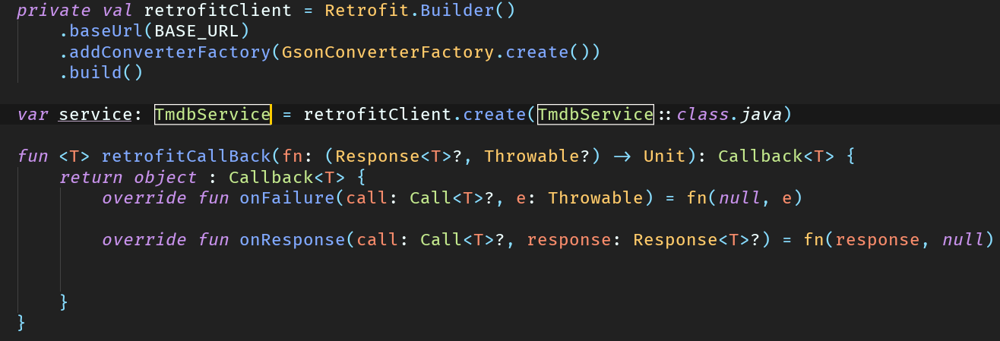 private val retrofitClient = Retrofit.Builder()
    .baseUrl(BASE_URL)
    .addConverterFactory(GsonConverterFactory.create())
    .build()
var service: TmdbService = retrofitClient.create(TmdbService::class.java)
fun <T> retrofitCallBack(fn: (Response<T>?, Throwable?) -> Unit): Callback<T> {
    return object : Callback<T> {
        override fun onFailure(call: Call<T>?, e: Throwable) = fn(null, e)
        override fun onResponse(call: Call<T>?, response: Response<T>?) = fn(response, null)
    }
}